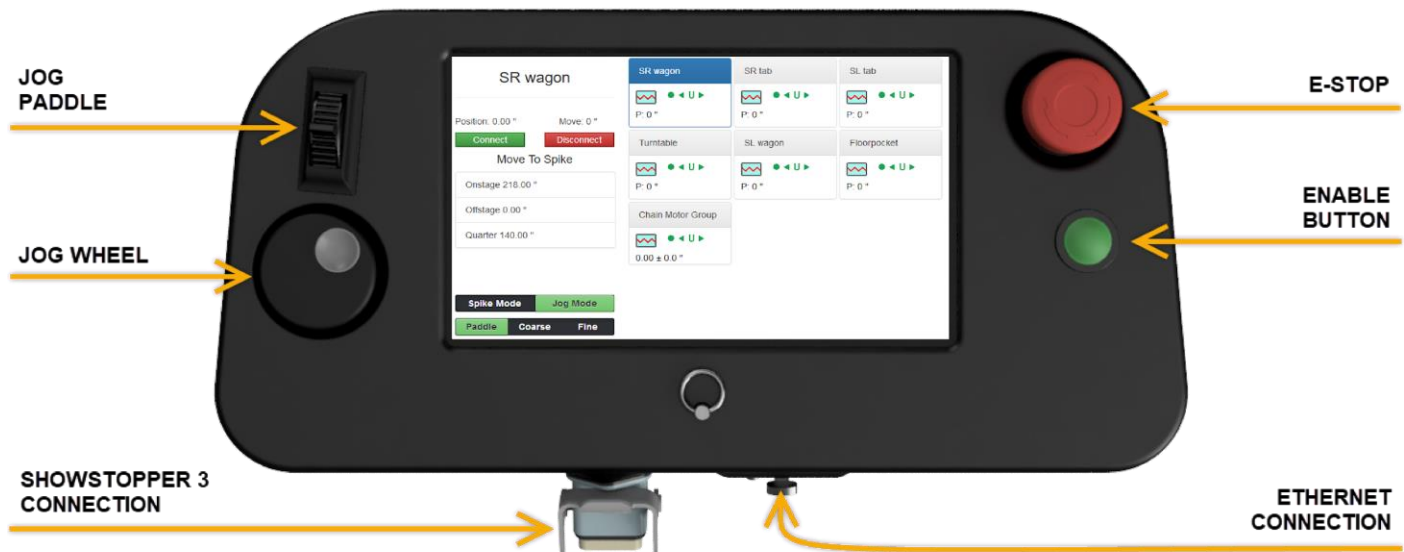 JOG
PADDLE
JOG WHEEL
SHOWSTOPPER 3
CONNECTION
E-STOP
ENABLE
BUTTON
ETHERNET
CONNECTION
SR wagon
Position: 0.00 "
Move: 0 "
Connect
Disconnect
Move To Spike
Onstage 218.00 "
Offstage 0.00 "
Quarter 140.00 "
Spike Mode
Jog Mode
Paddle
Coarse
Fine
SR wagon
U
P: 0 "
SR tab
U
P: 0 "
SL tab
U
P: 0 "
Turntable
U
P: 0 "
SL wagon
U
P: 0 "
Floorpocket
U
P: 0 "
Chain Motor Group
U
0.00 ± 0.0 "